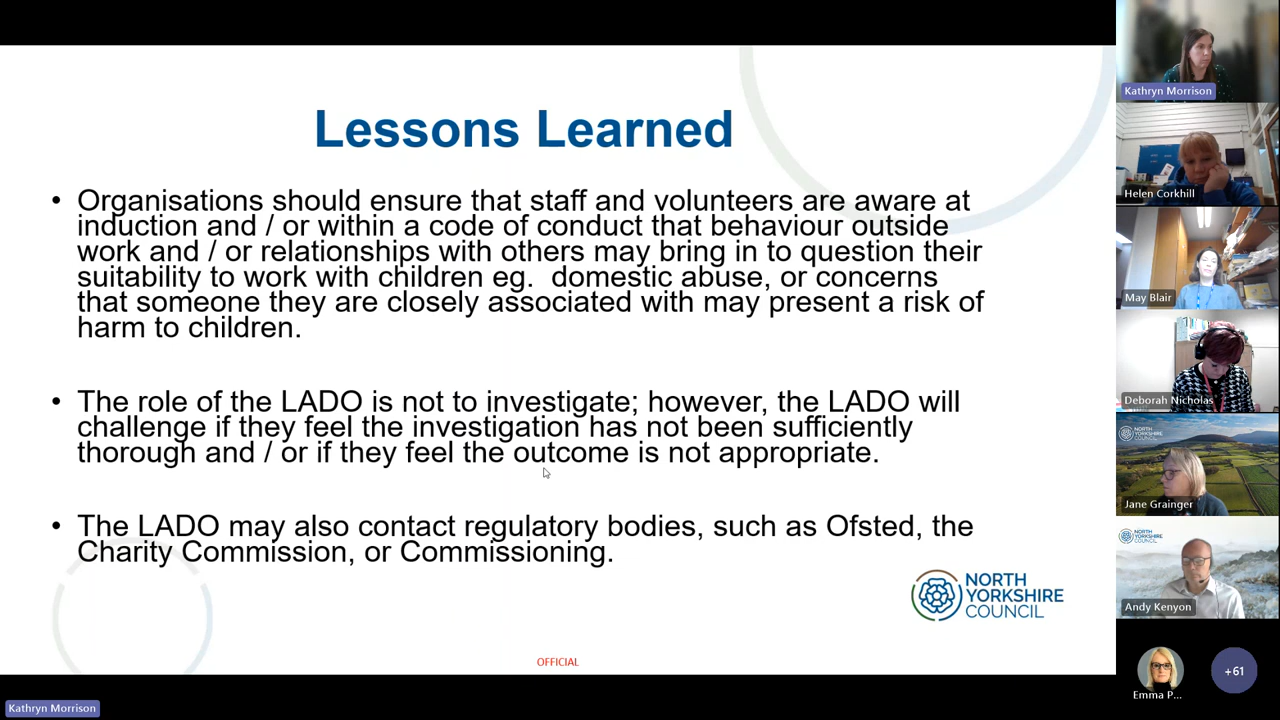 Lessons Learned
• Organisations should ensure that staff and volunteers are aware at
induction and / or within a code of conduct that behaviour outside
work and / or relationships with others may bring in to question their
suitability to work with children eg.  domestic abuse, or concerns
that someone they are closely associated with may present a risk of
harm to children.
• The role of the LADO is not to investigate; however, the LADO will
challenge if they feel the investigation has not been sufficiently
thorough and / or if they feel the outcome is not appropriate.
• The LADO may also contact regulatory bodies, such as Ofsted, the
Charity Commission, or Commissioning.
NORTH
YORKSHIRE
COUNCIL
OFFICIAL
Kathryn Morrison
Kathryn Morrison
Helen Corkhill
May Blair
Deborah Nicholas
NORTH
YORKSHIRE
COUNCIL
Jane Grainger
NORTH
YORKSHIRE
COUNCIL
Andy Kenyon
Emma P...
+61